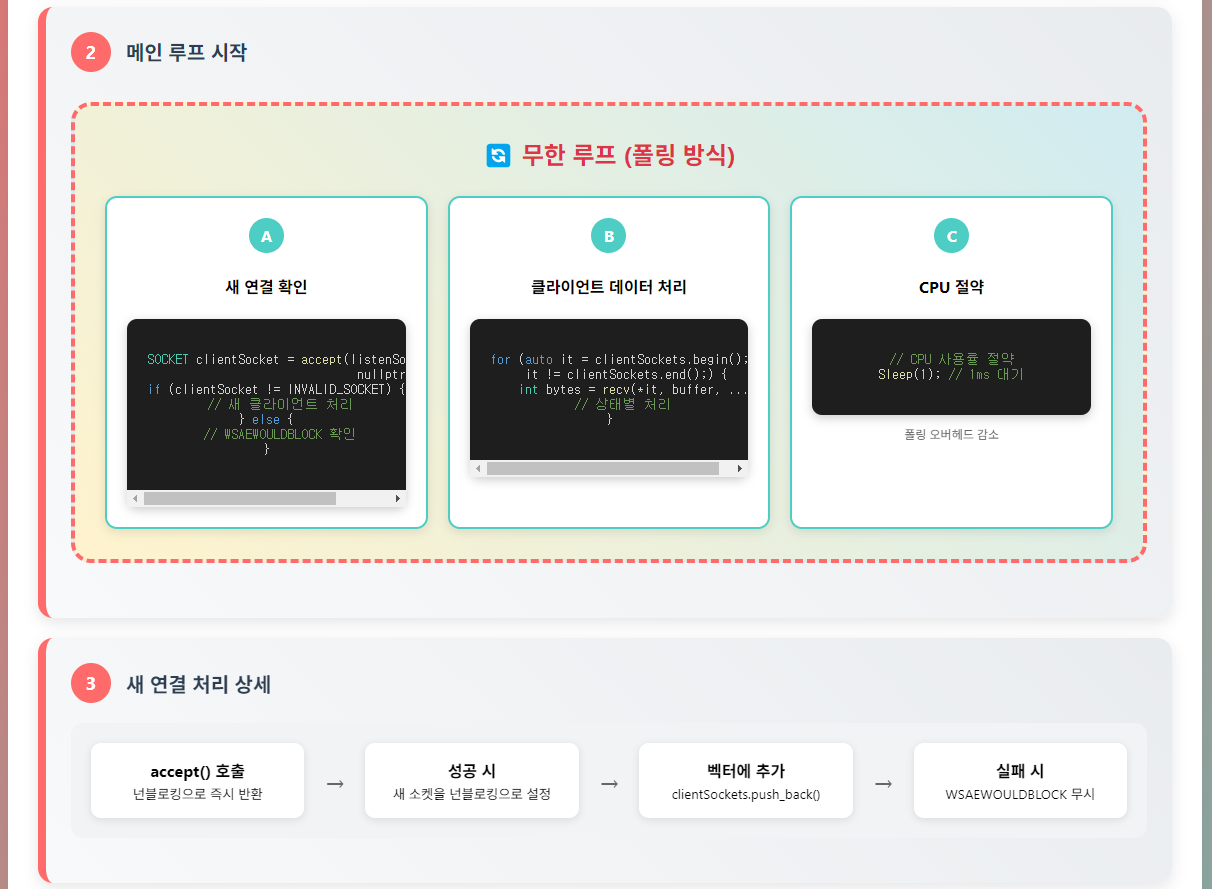 2 메인 루프 시작
무한 루프 (폴링 방식)
A
새 연결 확인
SOCKET clientSocket = accept(listenSo
nullptr
if (clientSocket != INVALID_SOCKET) {
// 새 클라이언트 처리
} else {
// WSAEWOULDBLOCK 확인
}
B
클라이언트 데이터 처리
for (auto it = clientSockets.begin();
it != clientSockets.end();) {
int bytes = recv(*it, buffer, ...
// 상태별 처리
}
C
CPU 절약
// CPU 사용률 절약
Sleep(1); // 1ms 대기
폴링 오버헤드 감소
3 새 연결 처리 상세
accept() 호출
넌블로킹으로 즉시 반환
→
성공 시
새 소켓을 넌블로킹으로 설정
→
벡터에 추가
clientSockets.push_back()
→
실패 시
WSAEWOULDBLOCK 무시